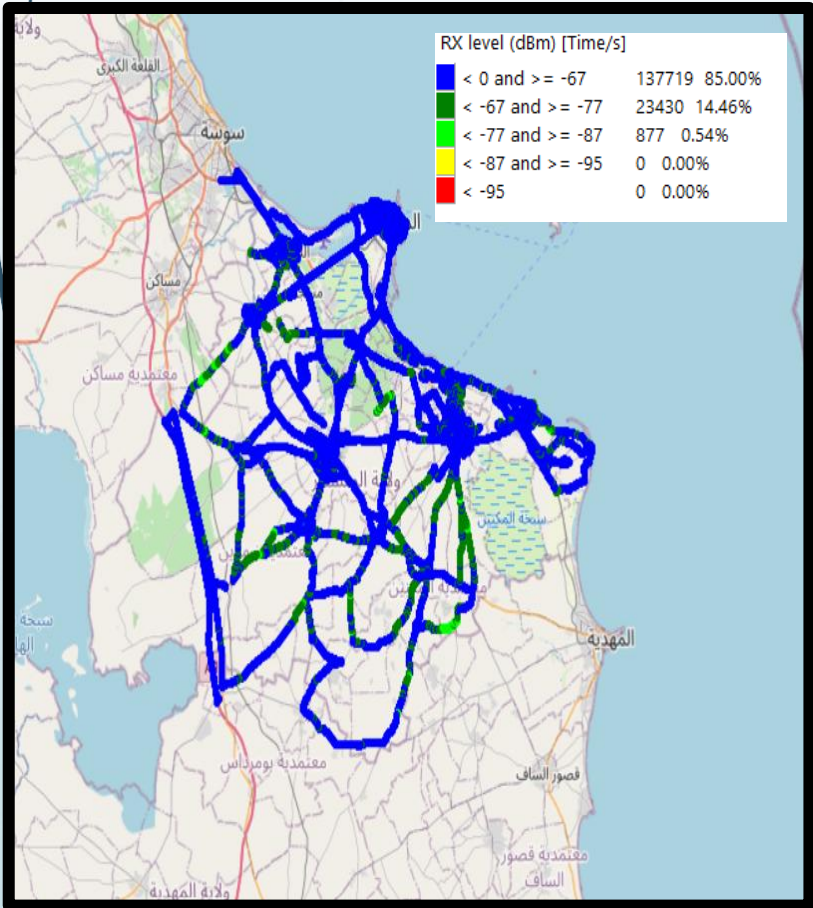 ولاية
RX level (dBm) [Time/s]
< 0 and >= -67 137719 85.00%
< -67 and >= -77 23430 14.46%
< -77 and >= -87 877 0.54%
< -87 and >= -95 0 0.00%
< -95 0 0.00%
القلعة الكبرى
سوسة
مساكن
معتمدية مساكن
سبخة المكنين
سبخة
المهدية
معتمدية بومرداس
قصور الساف
معتمدية قصور
الساف
ولاية المهدية